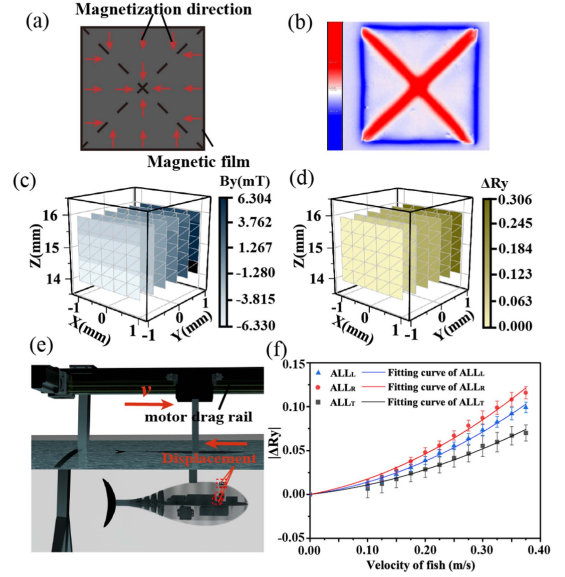 Magnetization direction
(a)
(b)
Magnetic film
(c)
By(mT)
6.304
3.762
1.267
-1.280
-3.815
-6.330
16
15
14
Z(mm)
-1
0
1
X(mm)
-1
0
1
Y(mm)
(d)
ΔRy
0.306
0.245
0.184
0.123
0.063
0.000
16
15
14
Z(mm)
-1
0
1
X(mm)
-1
0
1
Y(mm)
(e)
v
motor drag rail
Displacement
(f)
ALLL Fitting curve of ALLL
ALLR Fitting curve of ALLR
ALLT Fitting curve of ALLT
0.15
0.10
0.05
0.00
-0.05
|ΔRy|
0.00 0.10 0.20 0.30 0.40
Velocity of fish (m/s)